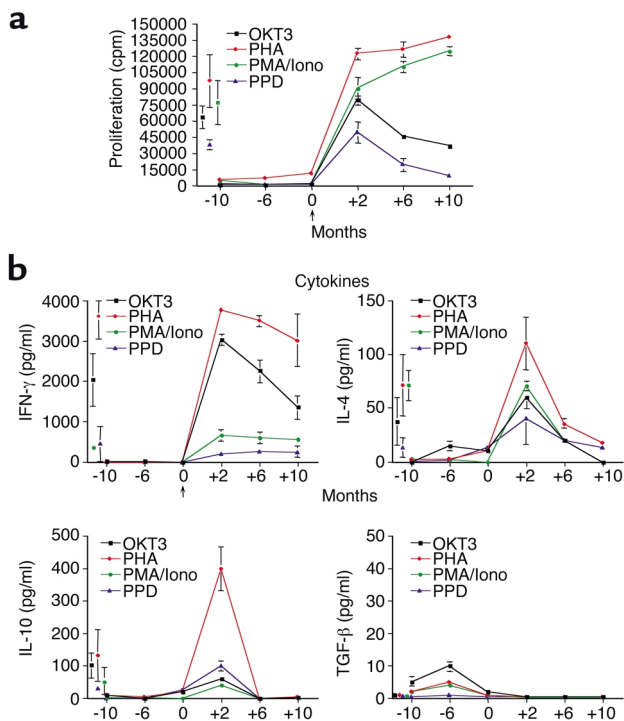 a
Proliferation (cpm)
150000
135000
120000
105000
90000
75000
60000
45000
30000
15000
0
OKT3
PHA
PMA/Iono
PPD
-10 -6 0 +2 +6 +10
Months
b
Cytokines
IFN-γ (pg/ml)
4000
3000
2000
1000
0
OKT3
PHA
PMA/Iono
PPD
-10 -6 0 +2 +6 +10
IL-4 (pg/ml)
150
100
50
0
OKT3
PHA
PMA/Iono
PPD
-10 -6 0 +2 +6 +10
Months
IL-10 (pg/ml)
500
400
300
200
100
0
OKT3
PHA
PMA/Iono
PPD
-10 -6 0 +2 +6 +10
TGF-β (pg/ml)
50
40
30
20
10
0
OKT3
PHA
PMA/Iono
PPD
-10 -6 0 +2 +6 +10